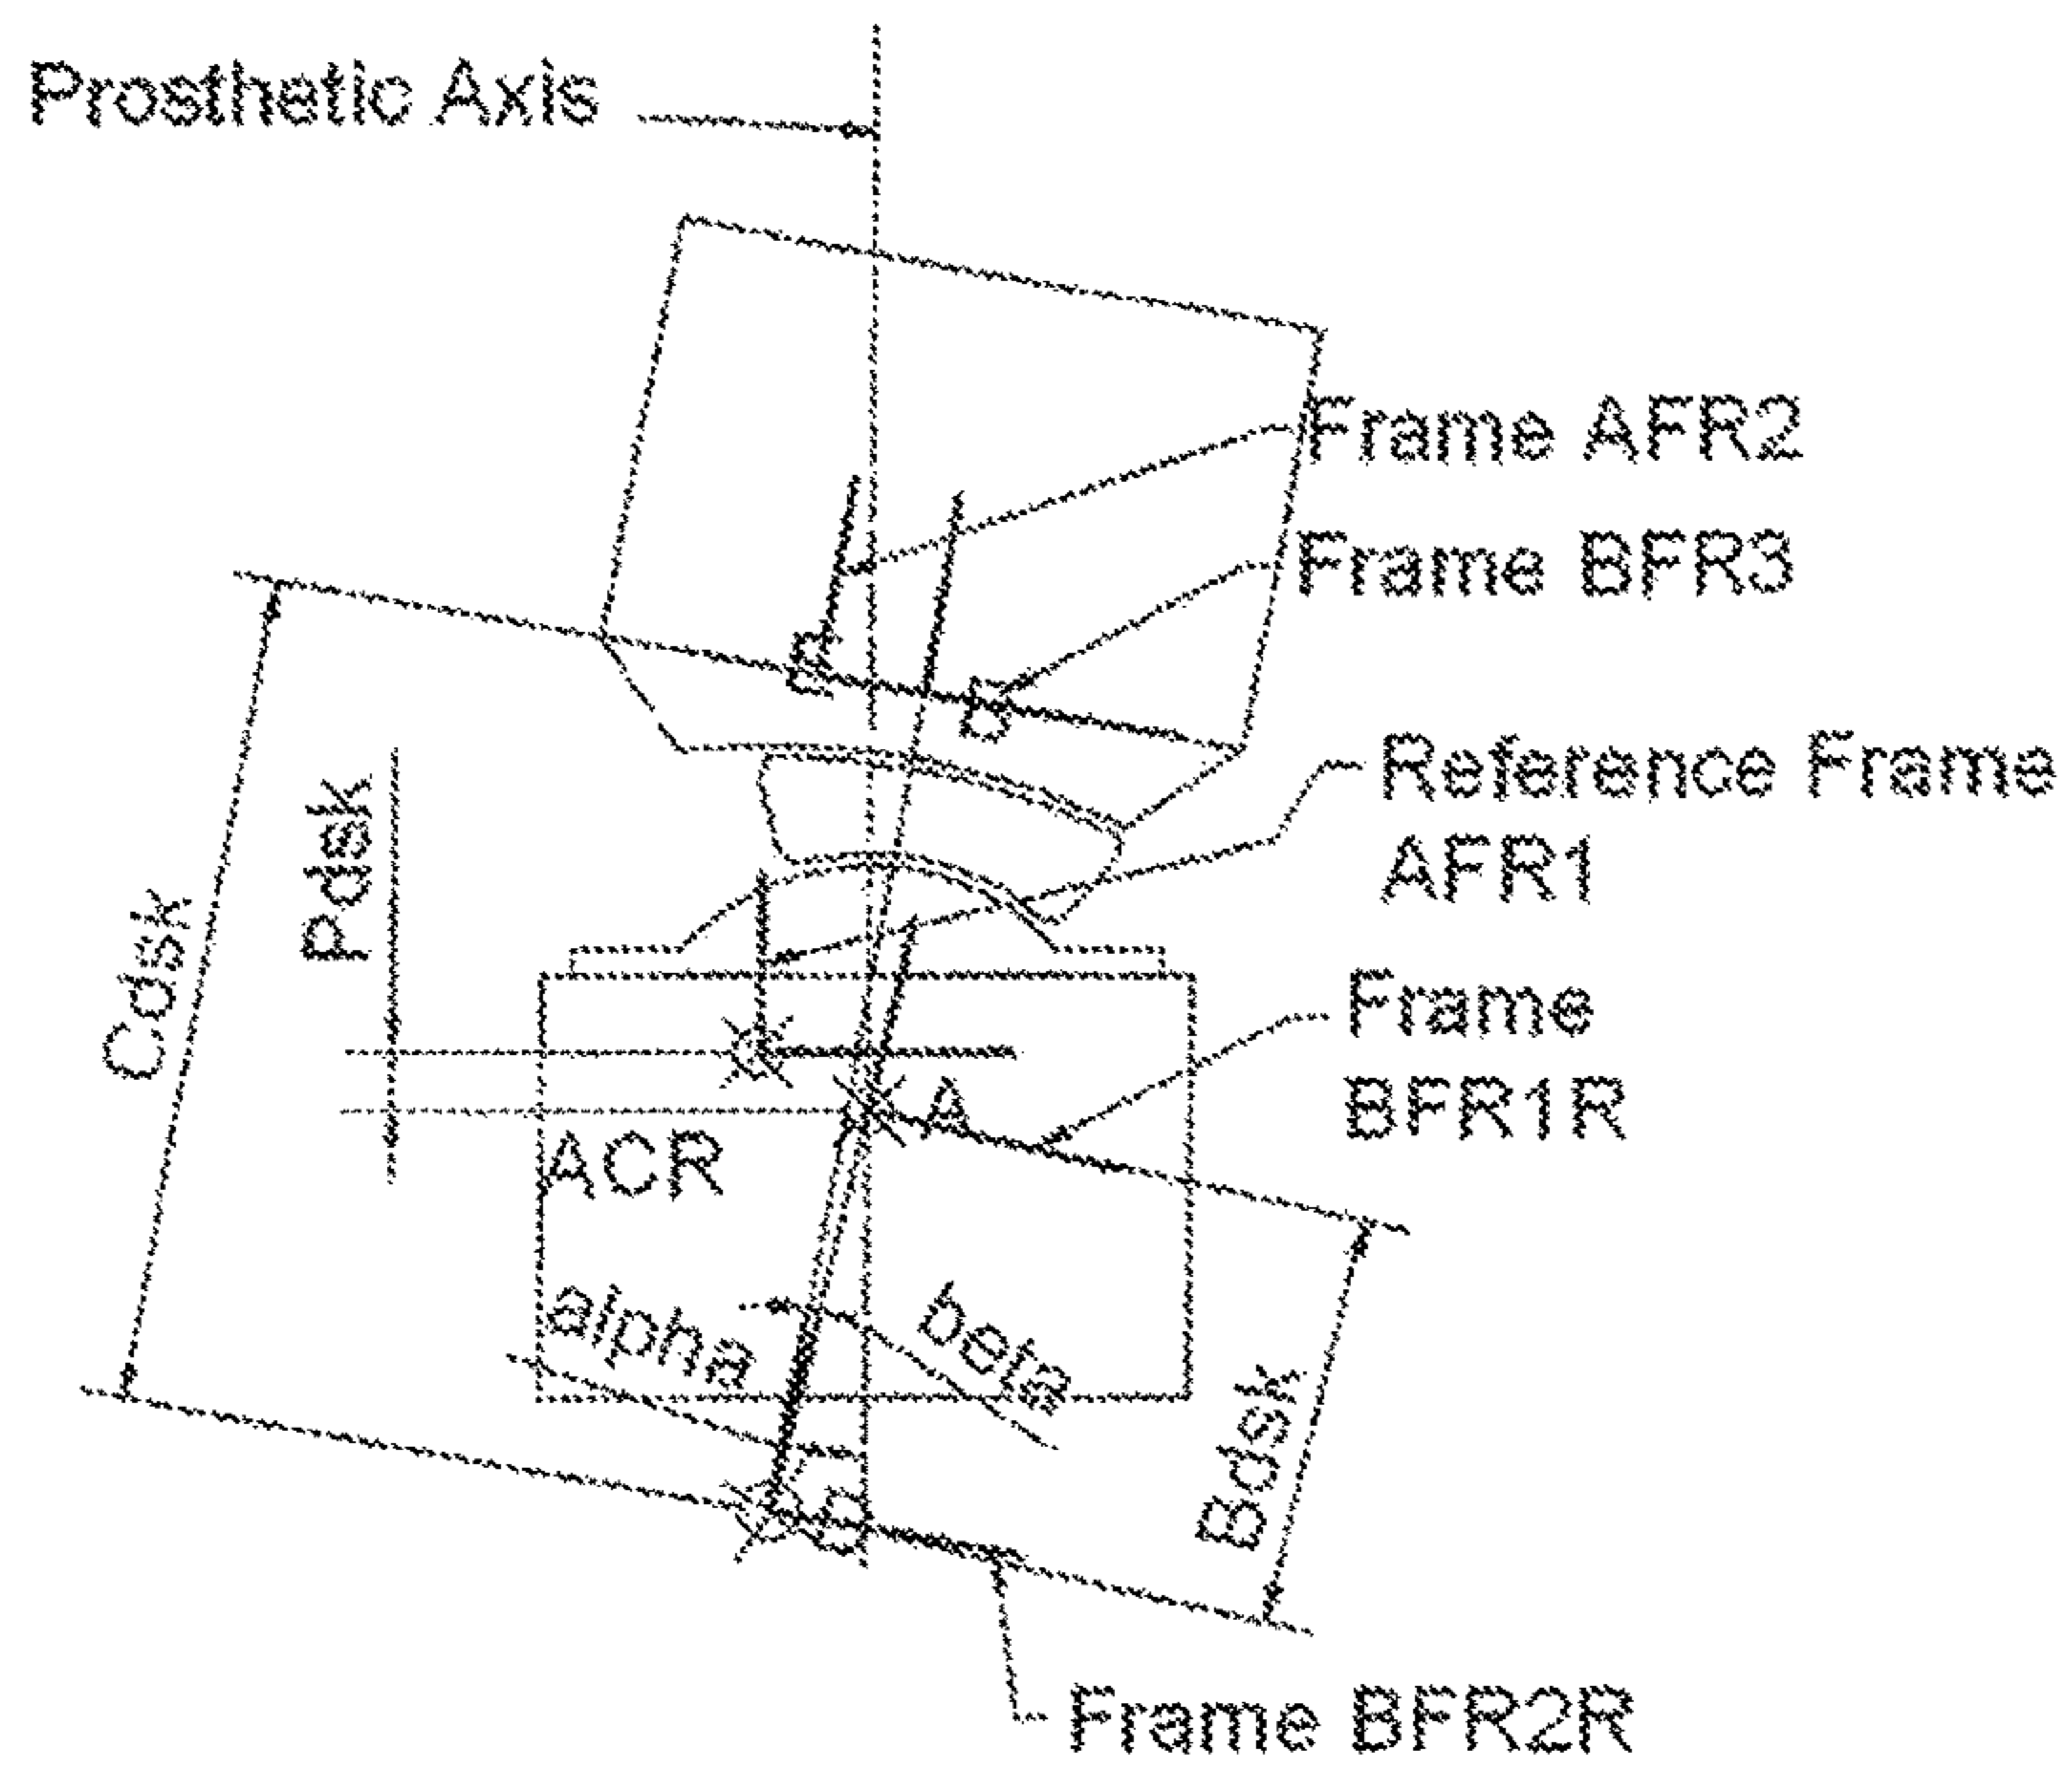 Prosthetic Axis
Frame AFR2
Frame BFR3
Reference Frame
AFR1
Pdsk
Cdsk
Frame
BFR1R
A
ACR
alpha
beta
Bdsk
Frame BFR2R